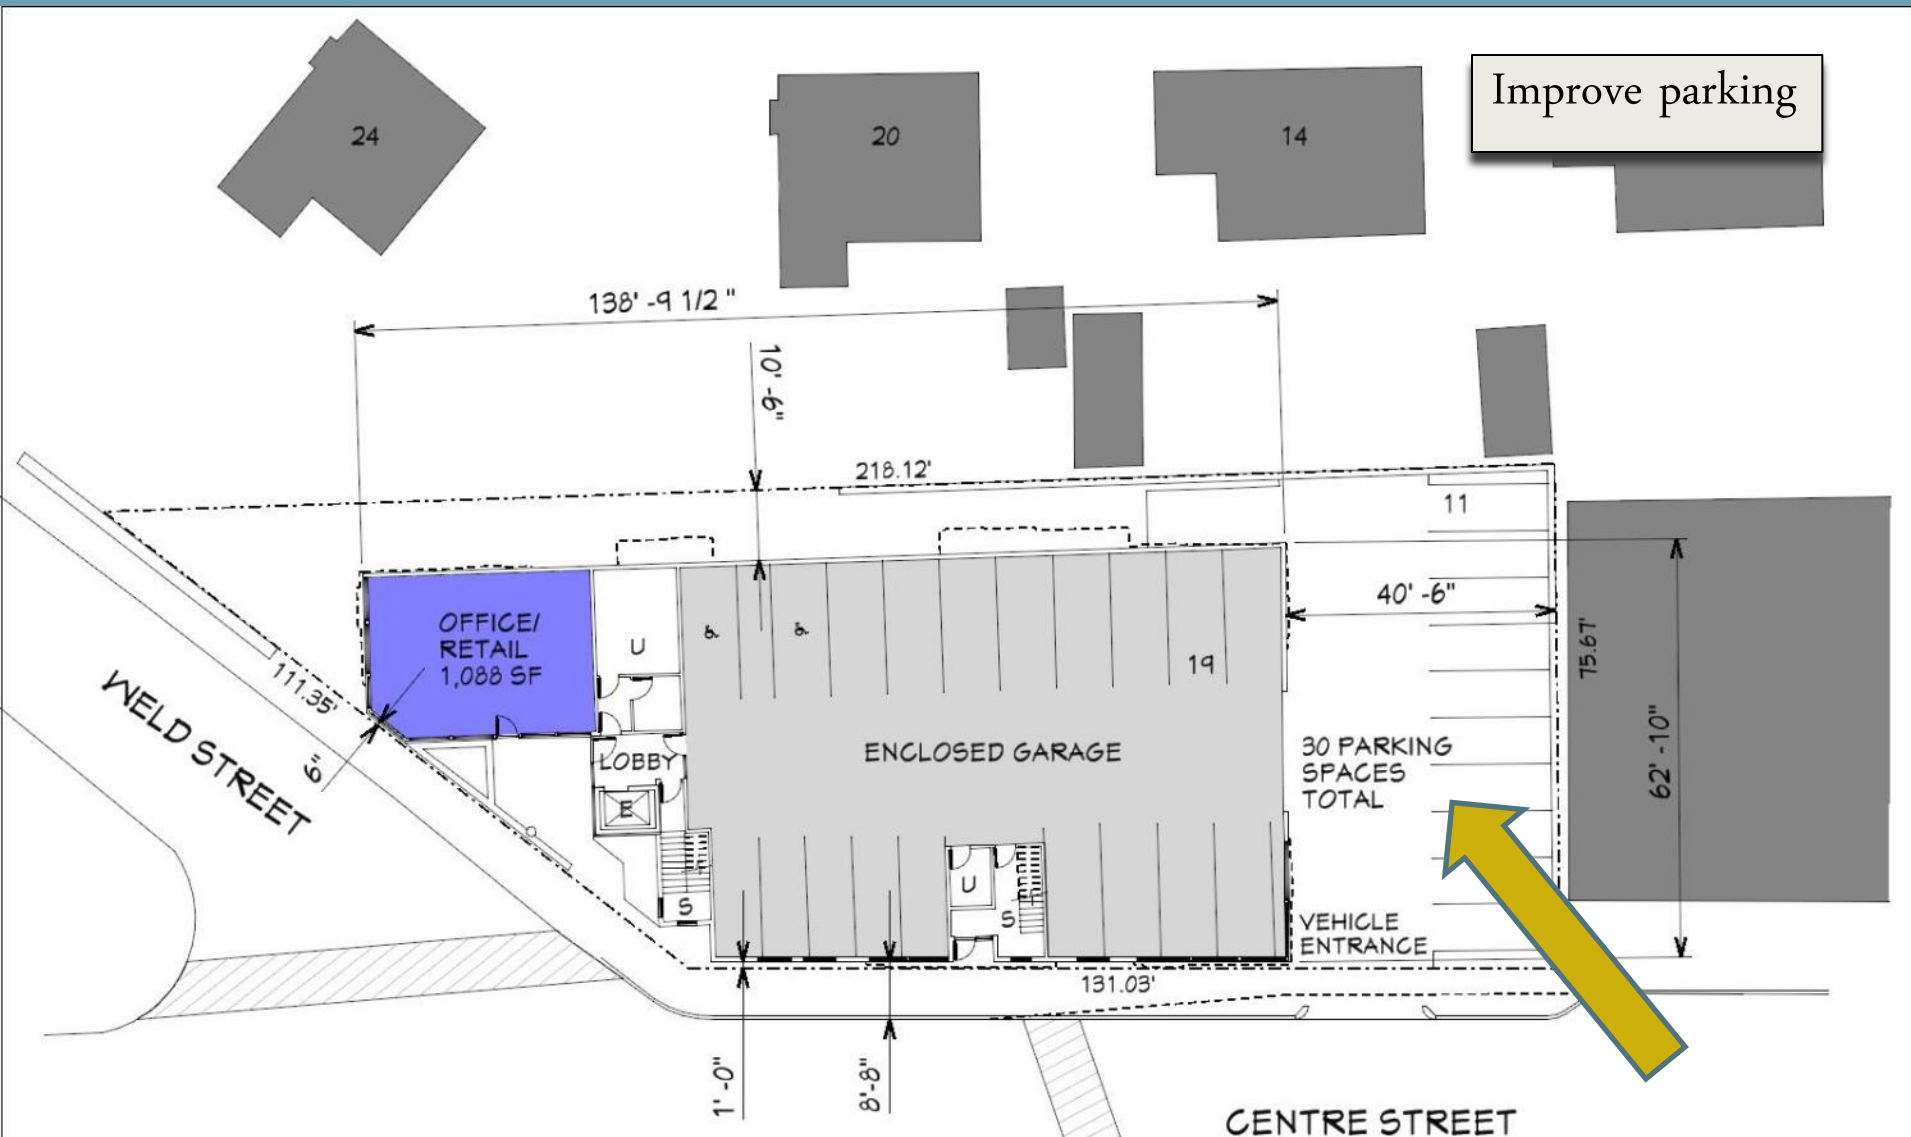 Improve parking
24
20
14
138' -9 1/2 "
10' -6"
218.12'
11
40' -6"
OFFICE/
RETAIL
1,088 SF
U
19
75.67'
111.35'
WELD STREET
6"
LOBBY
E
ENCLOSED GARAGE
30 PARKING
SPACES
TOTAL
62' -10"
U
S
S
VEHICLE
ENTRANCE
131.03'
1' -0"
8'-8"
CENTRE STREET